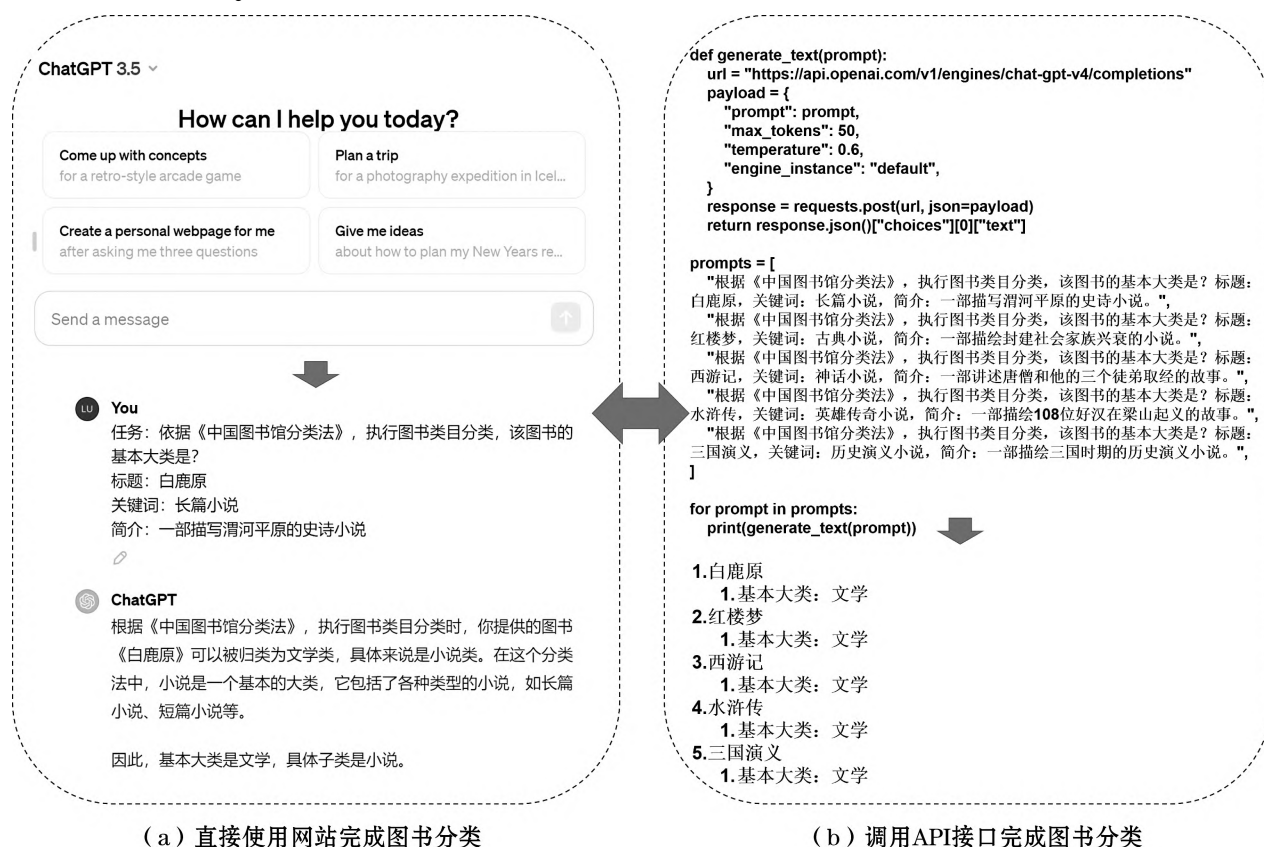 ChatGPT 3.5
How can I help you today?
Come up with concepts
for a retro-style arcade game
Plan a trip
for a photography expedition in Icel...
Create a personal webpage for me
after asking me three questions
Give me ideas
about how to plan my New Years re...
Send a message
LU You
任务：依据《中国图书馆分类法》，执行图书类目分类，该图书的
基本大类是？
标题：白鹿原
关键词：长篇小说
简介：一部描写渭河平原的史诗小说
ChatGPT
根据《中国图书馆分类法》，执行图书类目分类时，你提供的图书
《白鹿原》可以被归类为文学类，具体来说是小说类。在这个分类
法中，小说是一个基本的大类，它包括了各种类型的小说，如长篇
小说、短篇小说等。
因此，基本大类是文学，具体子类是小说。
(a) 直接使用网站完成图书分类
def generate_text(prompt):
url = "https://api.openai.com/v1/engines/chat-gpt-v4/completions"
payload = {
"prompt": prompt,
"max_tokens": 50,
"temperature": 0.6,
"engine_instance": "default",
}
response = requests.post(url, json=payload)
return response.json()["choices"][0]["text"]
prompts = [
"根据《中国图书馆分类法》，执行图书类目分类，该图书的基本大类是？标题：
白鹿原，关键词：长篇小说，简介：一部描写渭河平原的史诗小说。",
"根据《中国图书馆分类法》，执行图书类目分类，该图书的基本大类是？标题：
红楼梦，关键词：古典小说，简介：一部描绘封建社会家族兴衰的小说。",
"根据《中国图书馆分类法》，执行图书类目分类，该图书的基本大类是？标题：
西游记，关键词：神话小说，简介：一部讲述唐僧和他的三个徒弟取经的故事。",
"根据《中国图书馆分类法》，执行图书类目分类，该图书的基本大类是？标题：
水浒传，关键词：英雄传奇小说，简介：一部描绘108位好汉在梁山起义的故事。",
"根据《中国图书馆分类法》，执行图书类目分类，该图书的基本大类是？标题：
三国演义，关键词：历史演义小说，简介：一部描绘三国时期的历史演义小说。",
]
for prompt in prompts:
print(generate_text(prompt))
1.白鹿原
1.基本大类：文学
2.红楼梦
1.基本大类：文学
3.西游记
1.基本大类：文学
4.水浒传
1.基本大类：文学
5.三国演义
1.基本大类：文学
(b) 调用API接口完成图书分类